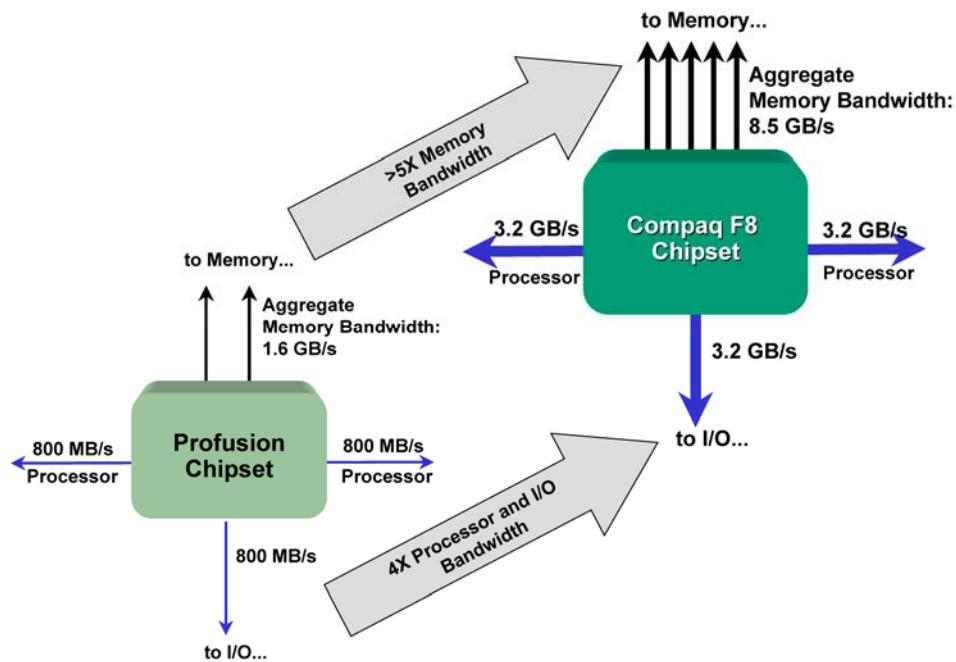 to Memory...
Aggregate
Memory Bandwidth:
8.5 GB/s
>5X Memory
Bandwidth
3.2 GB/s
Processor
Compaq F8
Chipset
3.2 GB/s
Processor
3.2 GB/s
to I/O...
to Memory...
Aggregate
Memory Bandwidth:
1.6 GB/s
800 MB/s
Processor
Profusion
Chipset
800 MB/s
Processor
800 MB/s
to I/O...
4X Processor and I/O
Bandwidth